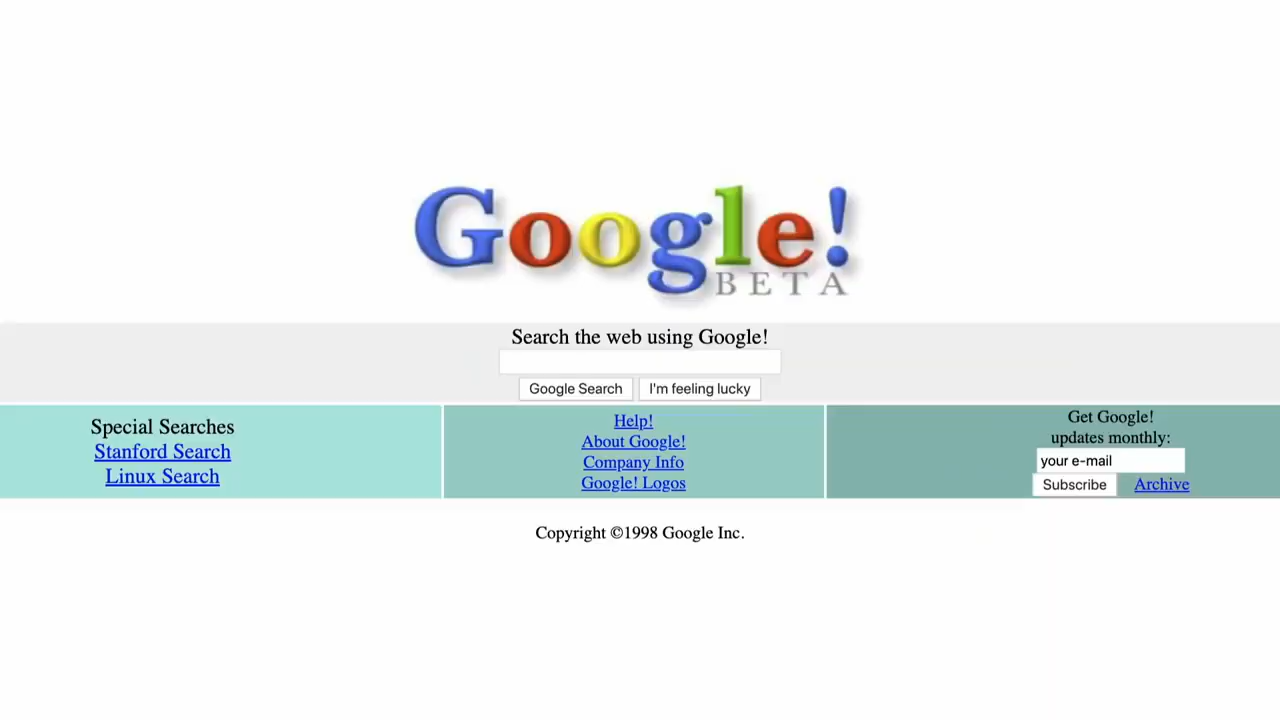 Google!
BETA
Search the web using Google!
Google Search I'm feeling lucky
Special Searches
Stanford Search
Linux Search
Help!
About Google!
Company Info
Google! Logos
Get Google!
updates monthly:
your e-mail
Subscribe Archive
Copyright ©1998 Google Inc.